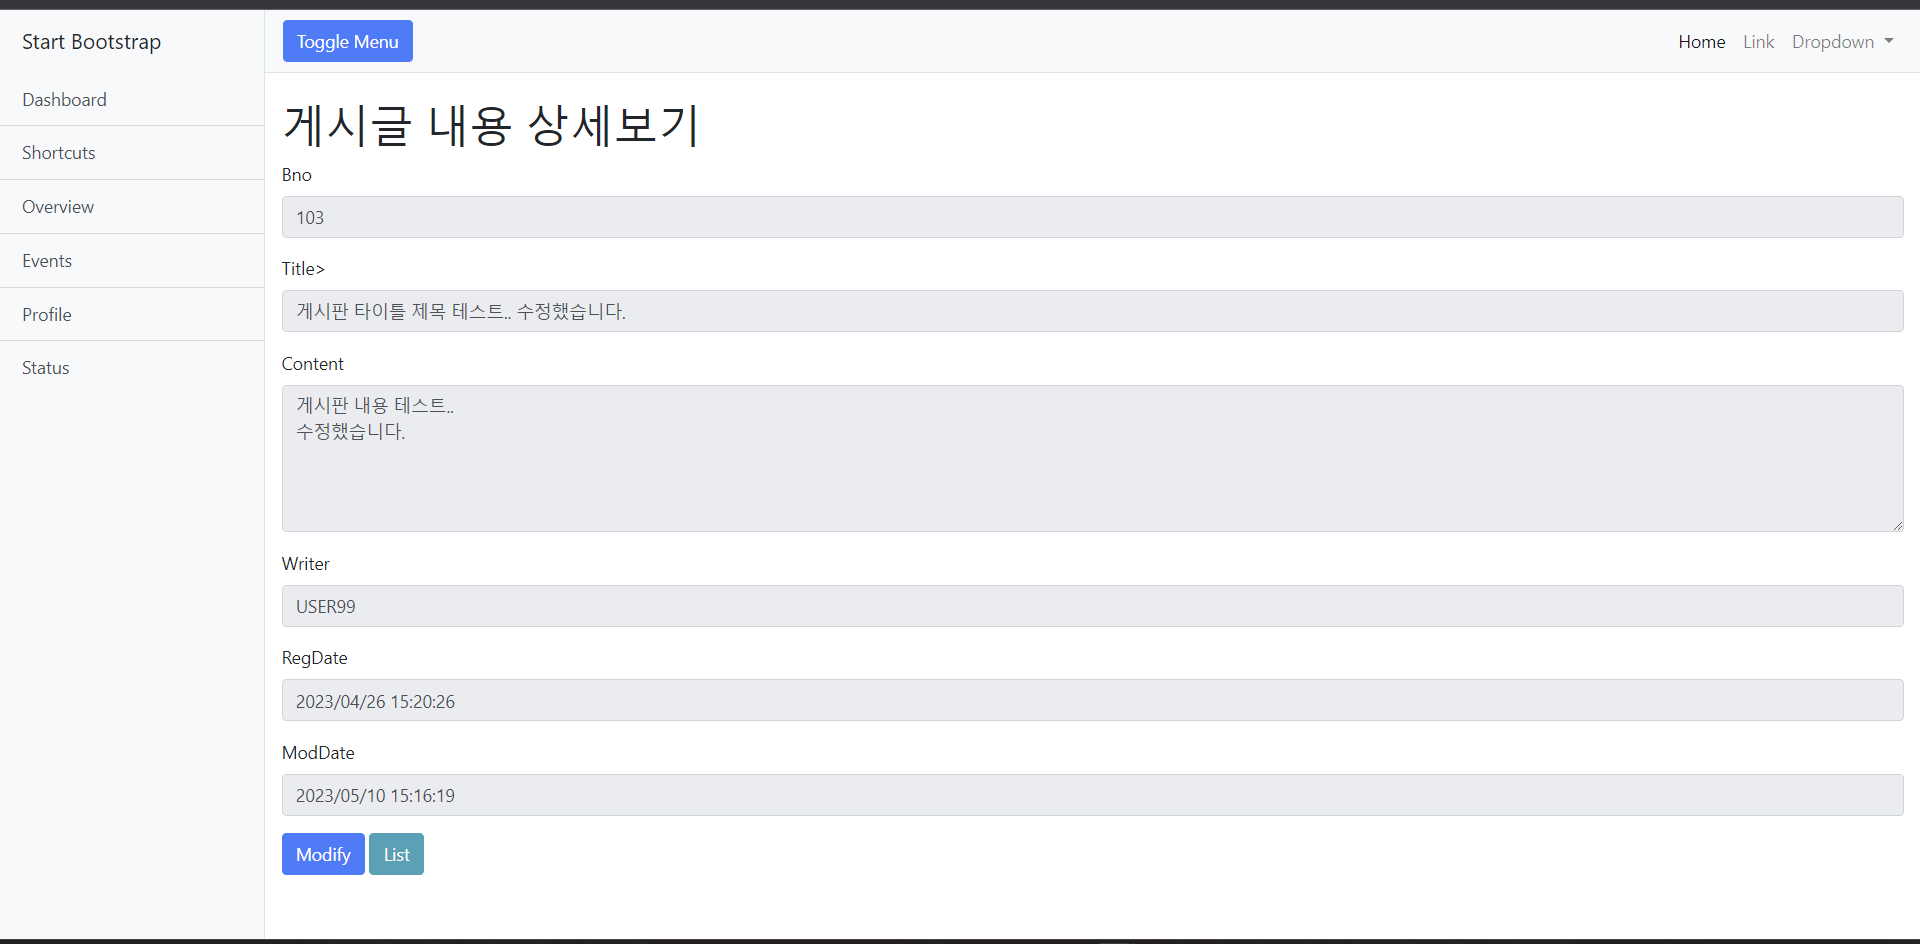 Start Bootstrap
Toggle Menu
Home Link Dropdown
Dashboard
Shortcuts
Overview
Events
Profile
Status
게시글 내용 상세보기
Bno
103
Title>
게시판 타이틀 제목 테스트.. 수정했습니다.
Content
게시판 내용 테스트..
수정했습니다.
Writer
USER99
RegDate
2023/04/26 15:20:26
ModDate
2023/05/10 15:16:19
Modify List